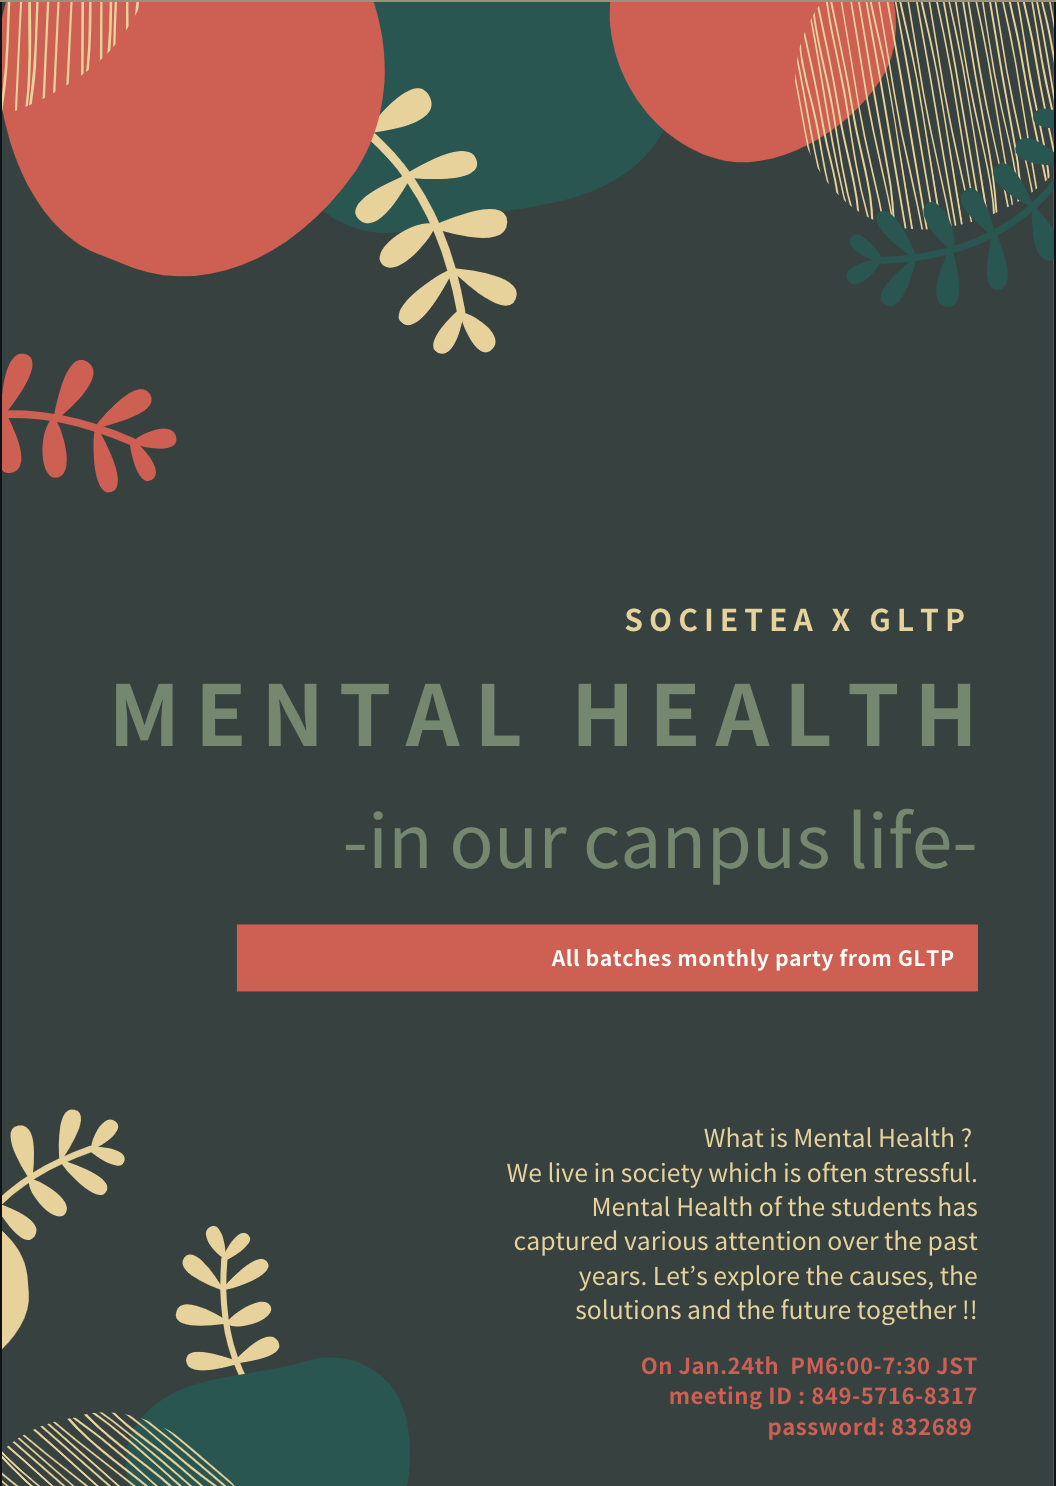 SOCIETEA X GLTP
MENTAL HEALTH
-in our canpus life-
All batches monthly party from GLTP
What is Mental Health ?
We live in society which is often stressful.
Mental Health of the students has
captured various attention over the past
years. Let’s explore the causes, the
solutions and the future together !!
On Jan.24th  PM6:00-7:30 JST
meeting ID : 849-5716-8317
password: 832689